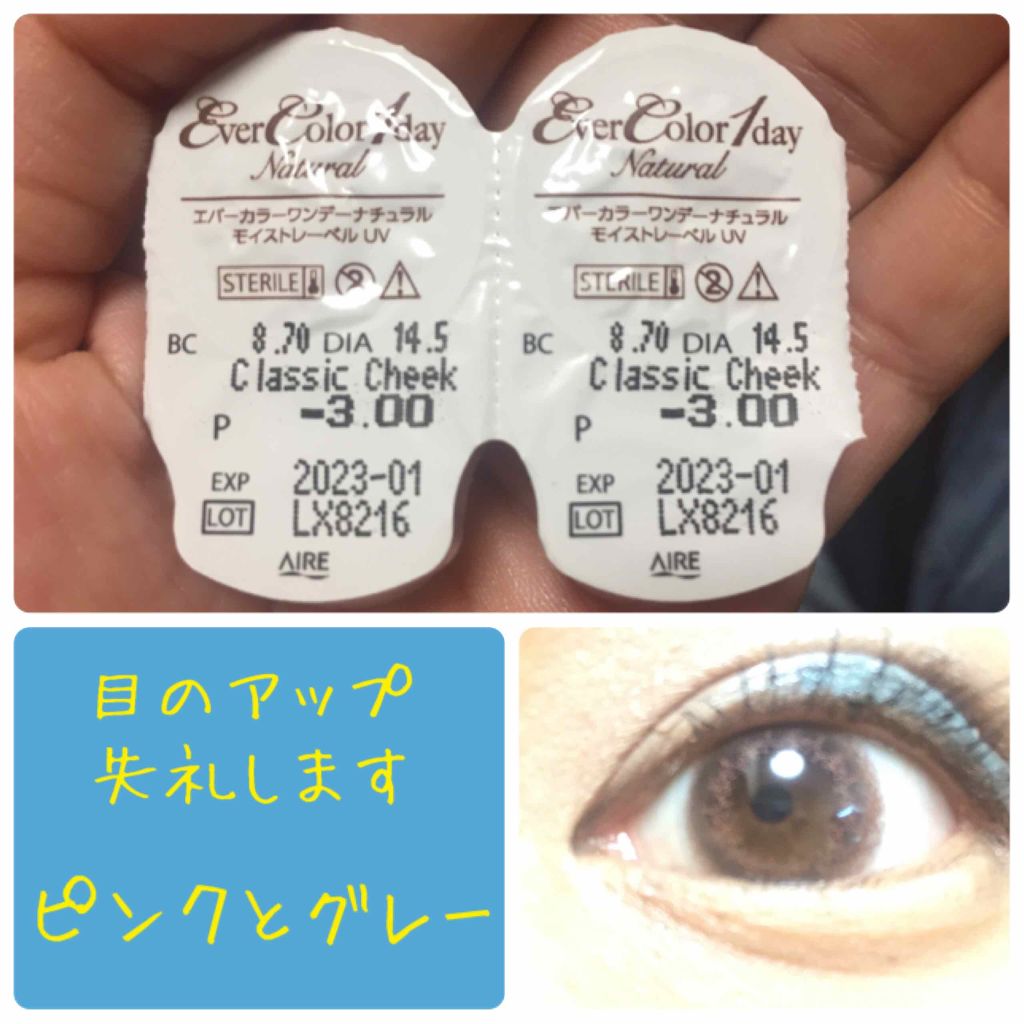 EverColor1day
Natural
エバーカラーワンデーナチュラル
モイストレーベル UV
STERILE
BC 8.70 DIA 14.5
Classic Cheek
P -3.00
EXP 2023-01
LOT LX8216
AIRE
EverColor1day
Natural
エバーカラーワンデーナチュラル
モイストレーベル UV
STERILE
BC 8.70 DIA 14.5
Classic Cheek
P -3.00
EXP 2023-01
LOT LX8216
AIRE
目のアップ
失礼します
ピンクとグレー